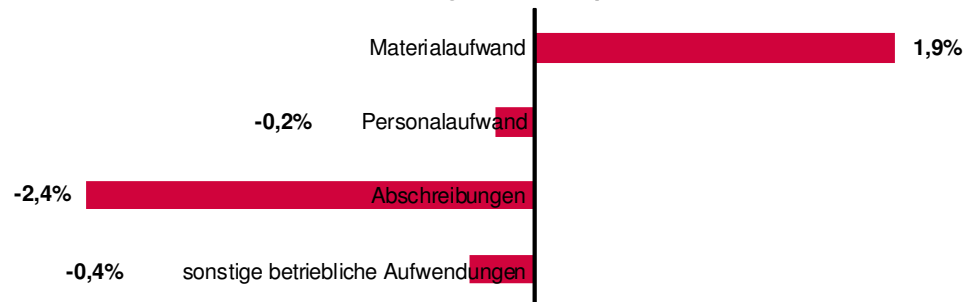 Materialaufwand 1,9%
-0,2% Personalaufwand
-2,4% Abschreibungen
-0,4% sonstige betriebliche Aufwendungen